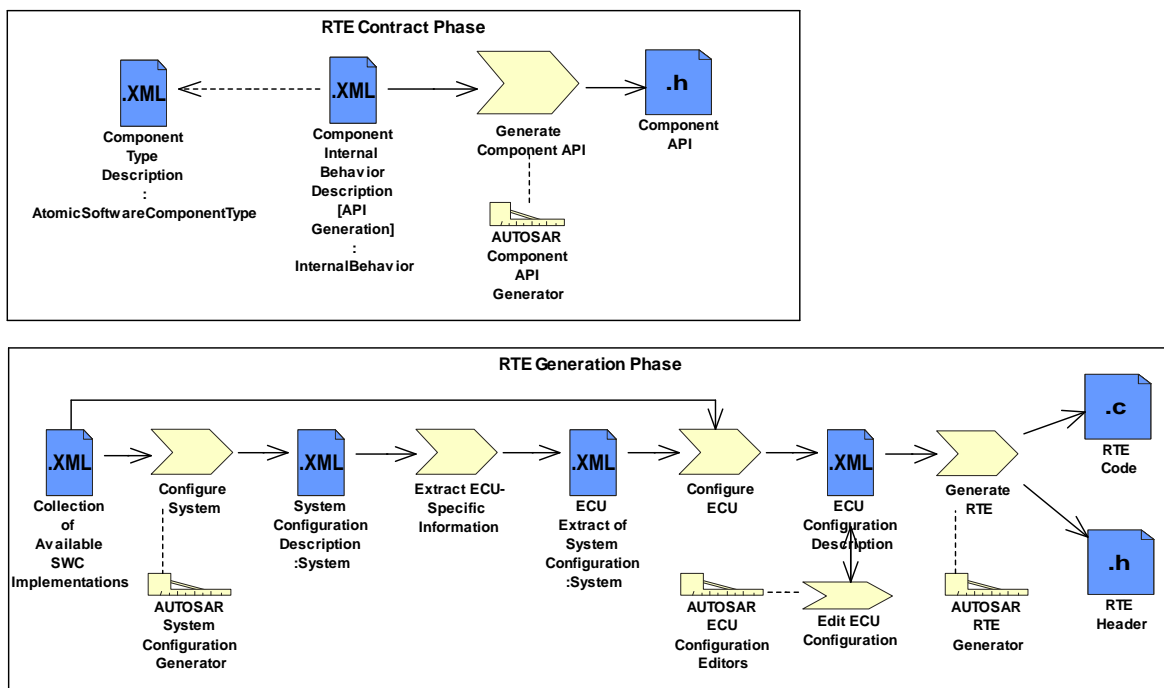 RTE Contract Phase
.XML
Component
Type
Description
:
AtomicSoftwareComponentType
.XML
Component
Internal
Behavior
Description
[API
Generation]
:
InternalBehavior
Generate
Component API
AUTOSAR
Component
API
Generator
.h
Component
API
RTE Generation Phase
.XML
Collection
of
Available
SWC
Implementations
Configure
System
AUTOSAR
System
Configuration
Generator
.XML
System
Configuration
Description
:System
Extract ECU-
Specific
Information
.XML
ECU
Extract of
System
Configuration
:System
Configure
ECU
AUTOSAR
ECU
Configuration
Editors
.XML
ECU
Configuration
Description
Edit ECU
Configuration
Generate
RTE
AUTOSAR
RTE
Generator
.c
RTE
Code
.h
RTE
Header